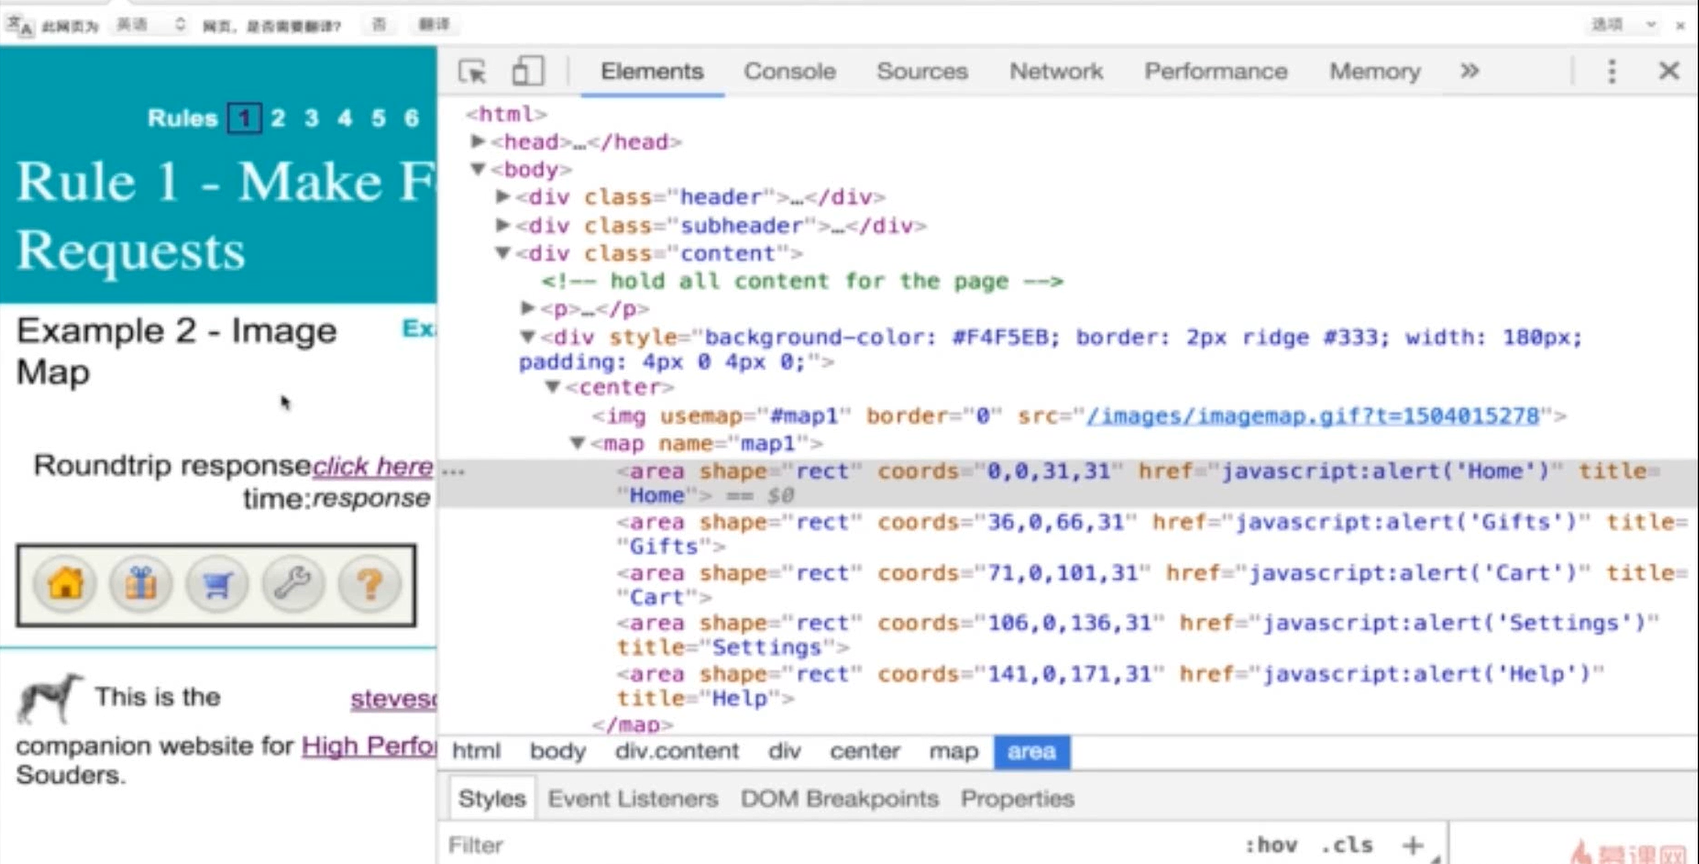 此网页为 英语 网页，是否需要翻译? 否 翻译 选项
Rules 1 2 3 4 5 6
Rule 1 - Make F
Requests
Example 2 - Image
Map
Exa
Roundtrip response click here
time: response
This is the steveso
companion website for High Perfor
Souders.
Elements Console Sources Network Performance Memory »
<html>
▶<head>…</head>
▼<body>
▶<div class="header">…</div>
▶<div class="subheader">…</div>
▼<div class="content">
<!-- hold all content for the page -->
▶<p>…</p>
▼<div style="background-color: #F4F5EB; border: 2px ridge #333; width: 180px;
padding: 4px 0 4px 0;">
▼<center>
<img usemap="#map1" border="0" src="/images/imagemap.gif?t=1504015278">
▼<map name="map1">
<area shape="rect" coords="0,0,31,31" href="javascript:alert('Home')" title=
"Home"> == $0
<area shape="rect" coords="36,0,66,31" href="javascript:alert('Gifts')" title=
"Gifts">
<area shape="rect" coords="71,0,101,31" href="javascript:alert('Cart')" title=
"Cart">
<area shape="rect" coords="106,0,136,31" href="javascript:alert('Settings')"
title="Settings">
<area shape="rect" coords="141,0,171,31" href="javascript:alert('Help')"
title="Help">
</map>
html body div.content div center map area
Styles Event Listeners DOM Breakpoints Properties
Filter :hov .cls +
慕课网